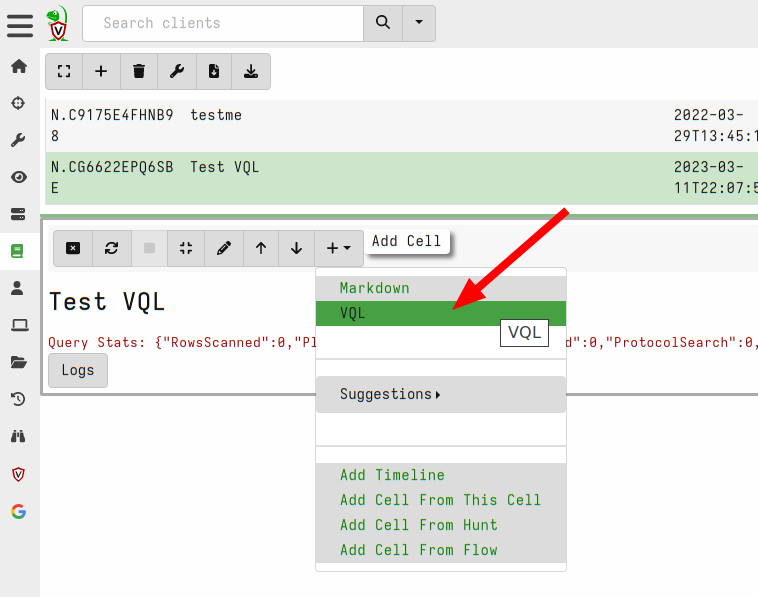 Search clients
N.C9175E4FHNB9 testme 2022-03-
8 29T13:45:1
N.CG6622EPQ6SB Test VQL 2023-03-
E 11T22:07:5
Add Cell
Markdown
Test VQL
VQL
VQL
Query Stats: {"RowsScanned":0,"Pl d":0,"ProtocolSearch":0,
Logs
Suggestions
Add Timeline
Add Cell From This Cell
Add Cell From Hunt
Add Cell From Flow